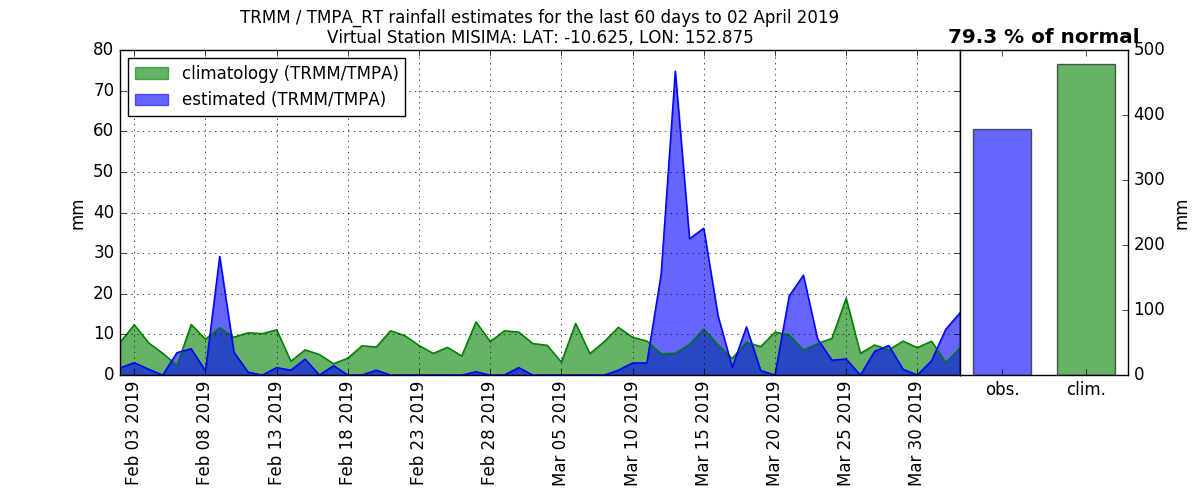 TRMM / TMPA_RT rainfall estimates for the last 60 days to 02 April 2019
Virtual Station MISIMA: LAT: -10.625, LON: 152.875
79.3 % of normal
climatology (TRMM/TMPA)
estimated (TRMM/TMPA)
mm
80
70
60
50
40
30
20
10
0
Feb 03 2019
Feb 08 2019
Feb 13 2019
Feb 18 2019
Feb 23 2019
Feb 28 2019
Mar 05 2019
Mar 10 2019
Mar 15 2019
Mar 20 2019
Mar 25 2019
Mar 30 2019
obs.
clim.
500
400
300
200
100
0
mm